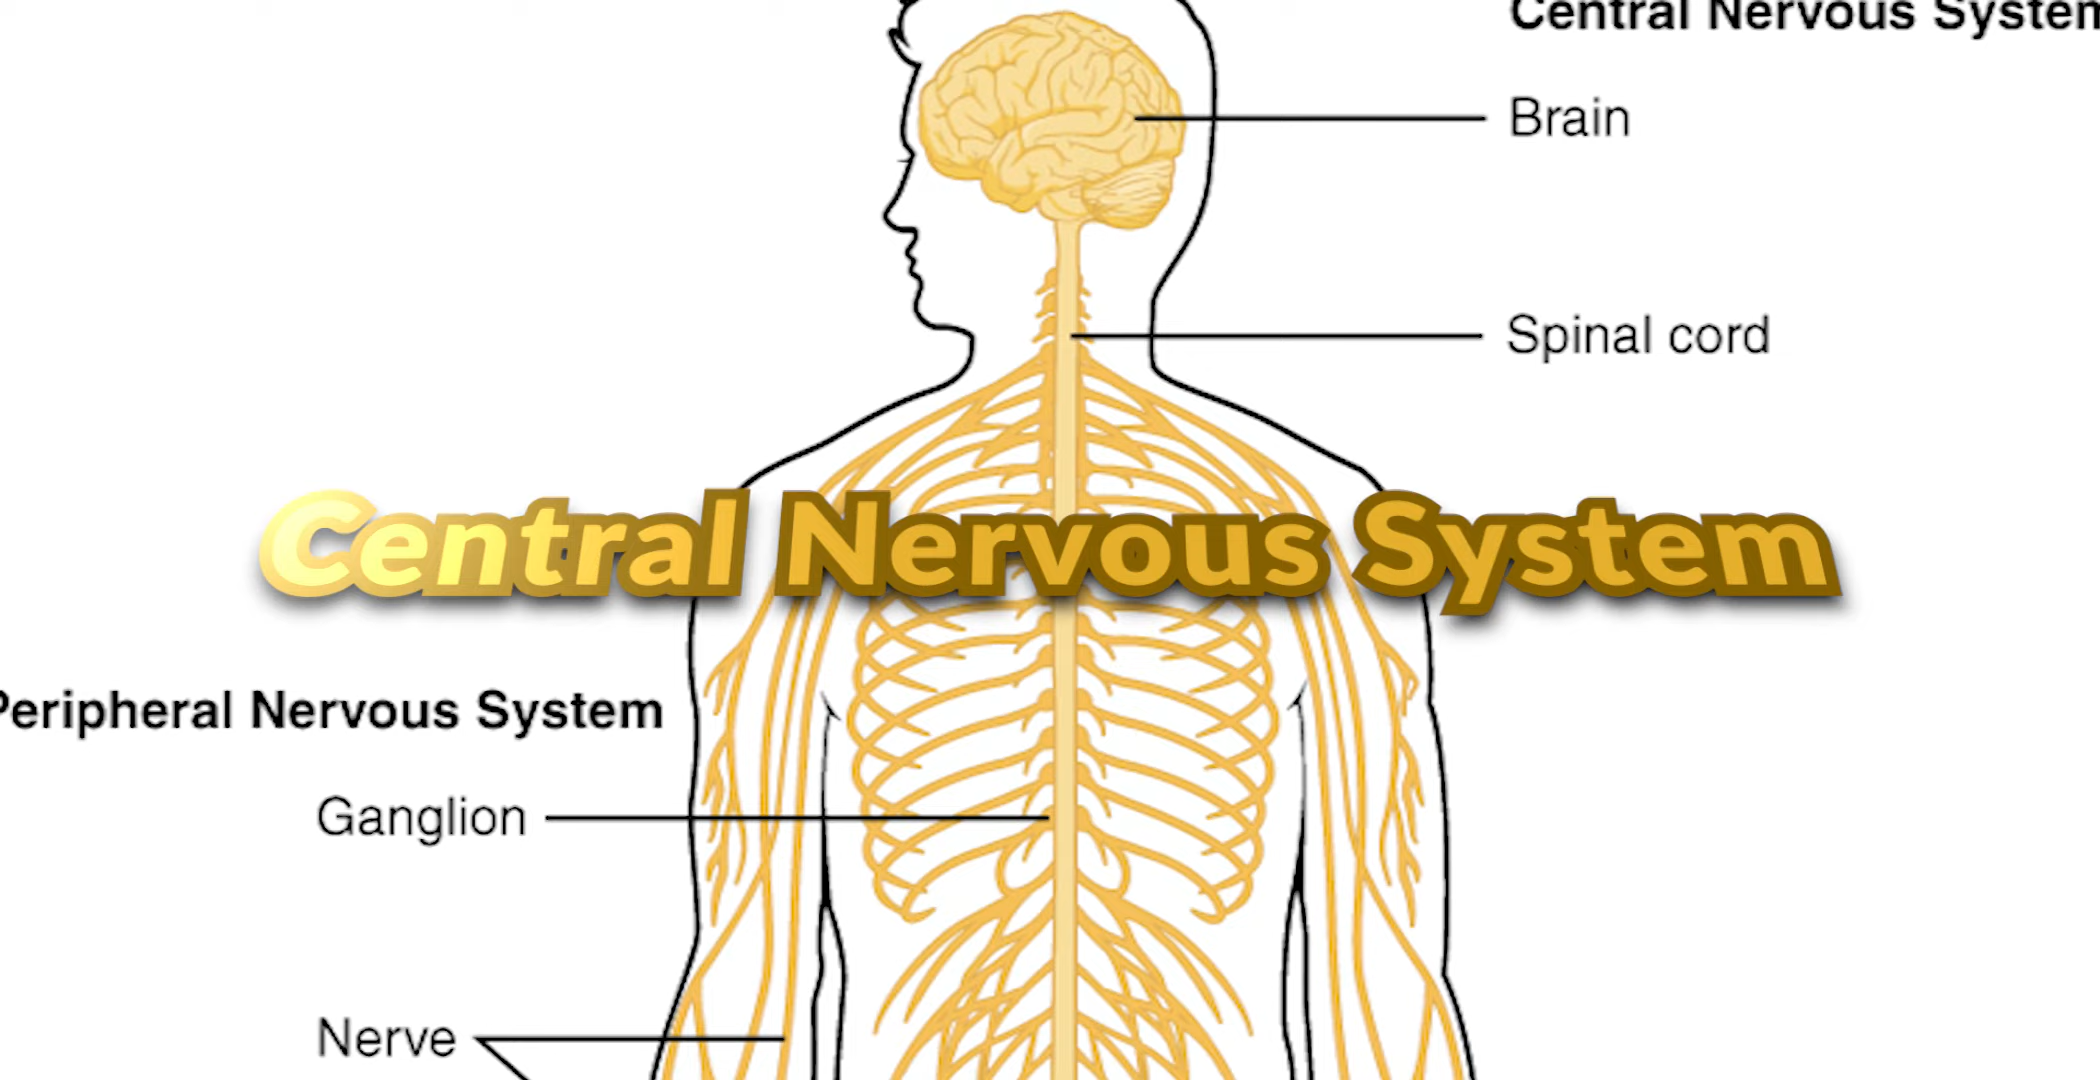 Central Nervous System
Brain
Spinal cord
Central Nervous System
Peripheral Nervous System
Ganglion
Nerve